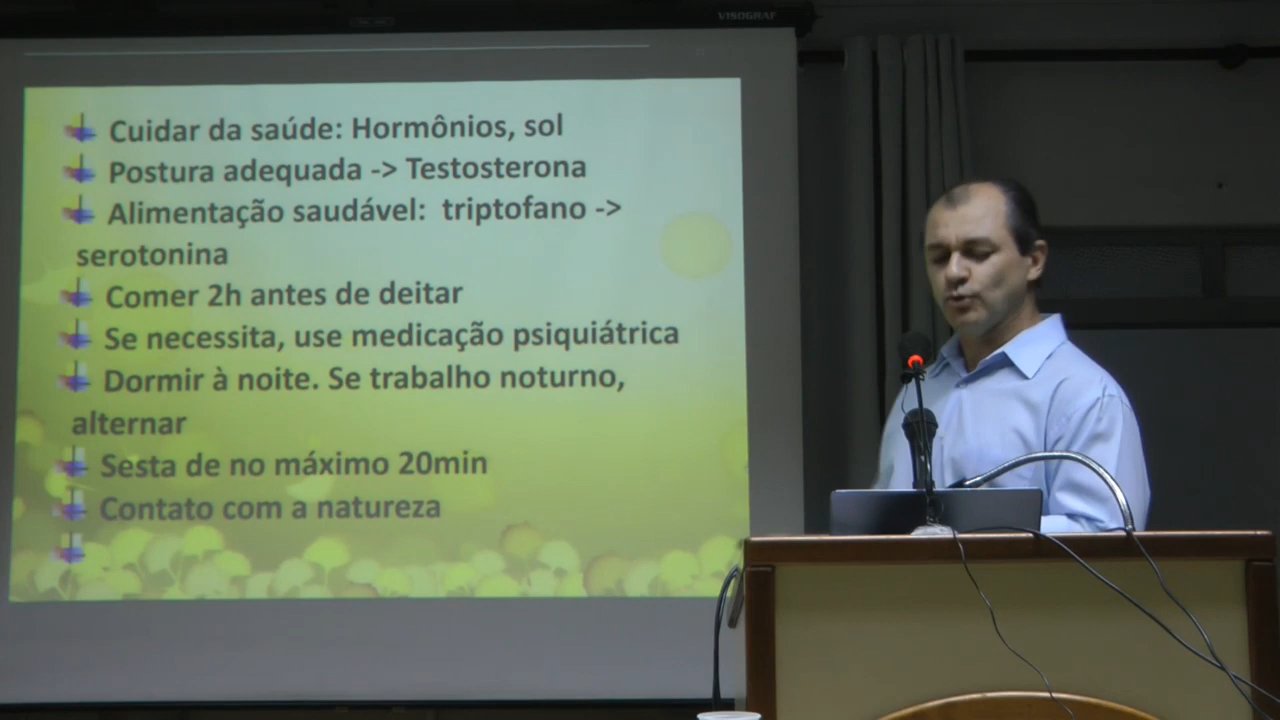 VISOGRAF
Cuidar da saúde: Hormônios, sol
Postura adequada -> Testosterona
Alimentação saudável:  triptofano ->
serotonina
Comer 2h antes de deitar
Se necessita, use medicação psiquiátrica
Dormir à noite. Se trabalho noturno,
alternar
Sesta de no máximo 20min
Contato com a natureza